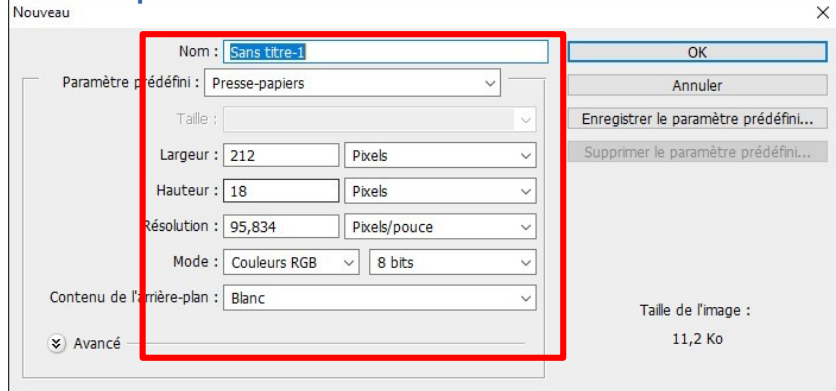 Nouveau
Nom : Sans titre-1
OK
Paramètre prédéfini : Presse-papiers
Annuler
Taille :
Enregistrer le paramètre prédéfini...
Largeur : 212 Pixels
Supprimer le paramètre prédéfini...
Hauteur : 18 Pixels
Résolution : 95,834 Pixels/pouce
Mode : Couleurs RGB 8 bits
Contenu de l'arrière-plan : Blanc
Taille de l'image :
11,2 Ko
Avancé